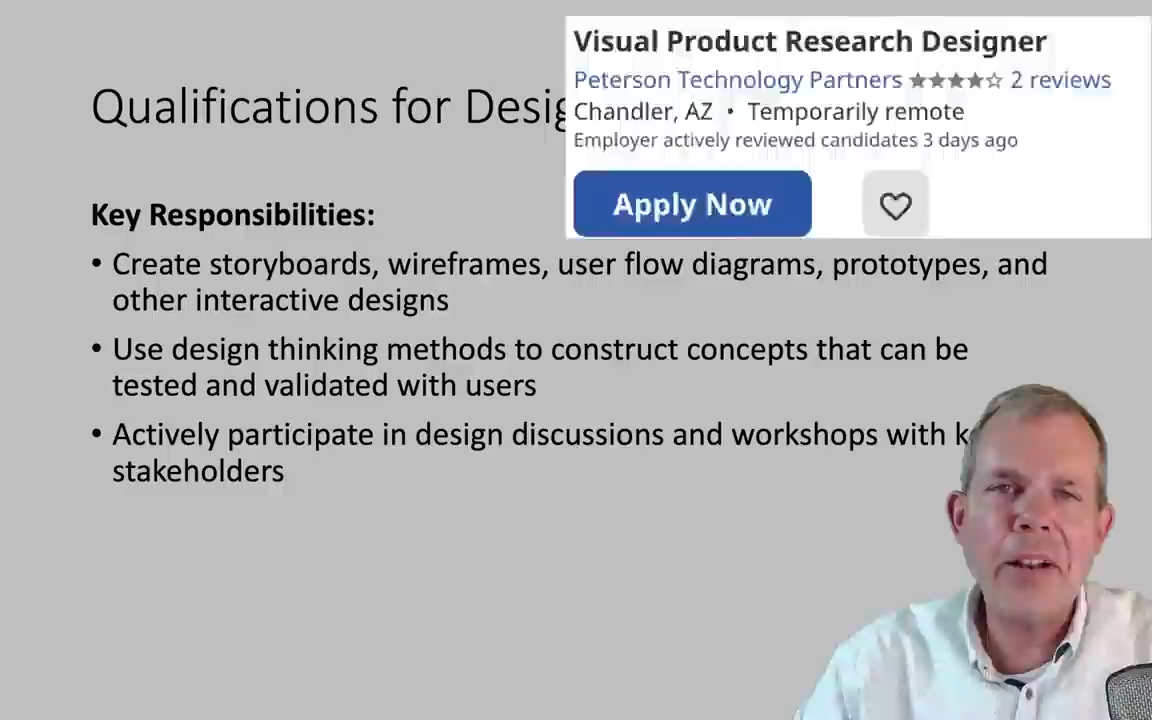 Visual Product Research Designer
Peterson Technology Partners ★★★★☆ 2 reviews
Chandler, AZ • Temporarily remote
Employer actively reviewed candidates 3 days ago
Apply Now
Qualifications for
Key Responsibilities:
• Create storyboards, wireframes, user flow diagrams, prototypes, and
other interactive designs
• Use design thinking methods to construct concepts that can be
tested and validated with users
• Actively participate in design discussions and workshops with
stakeholders